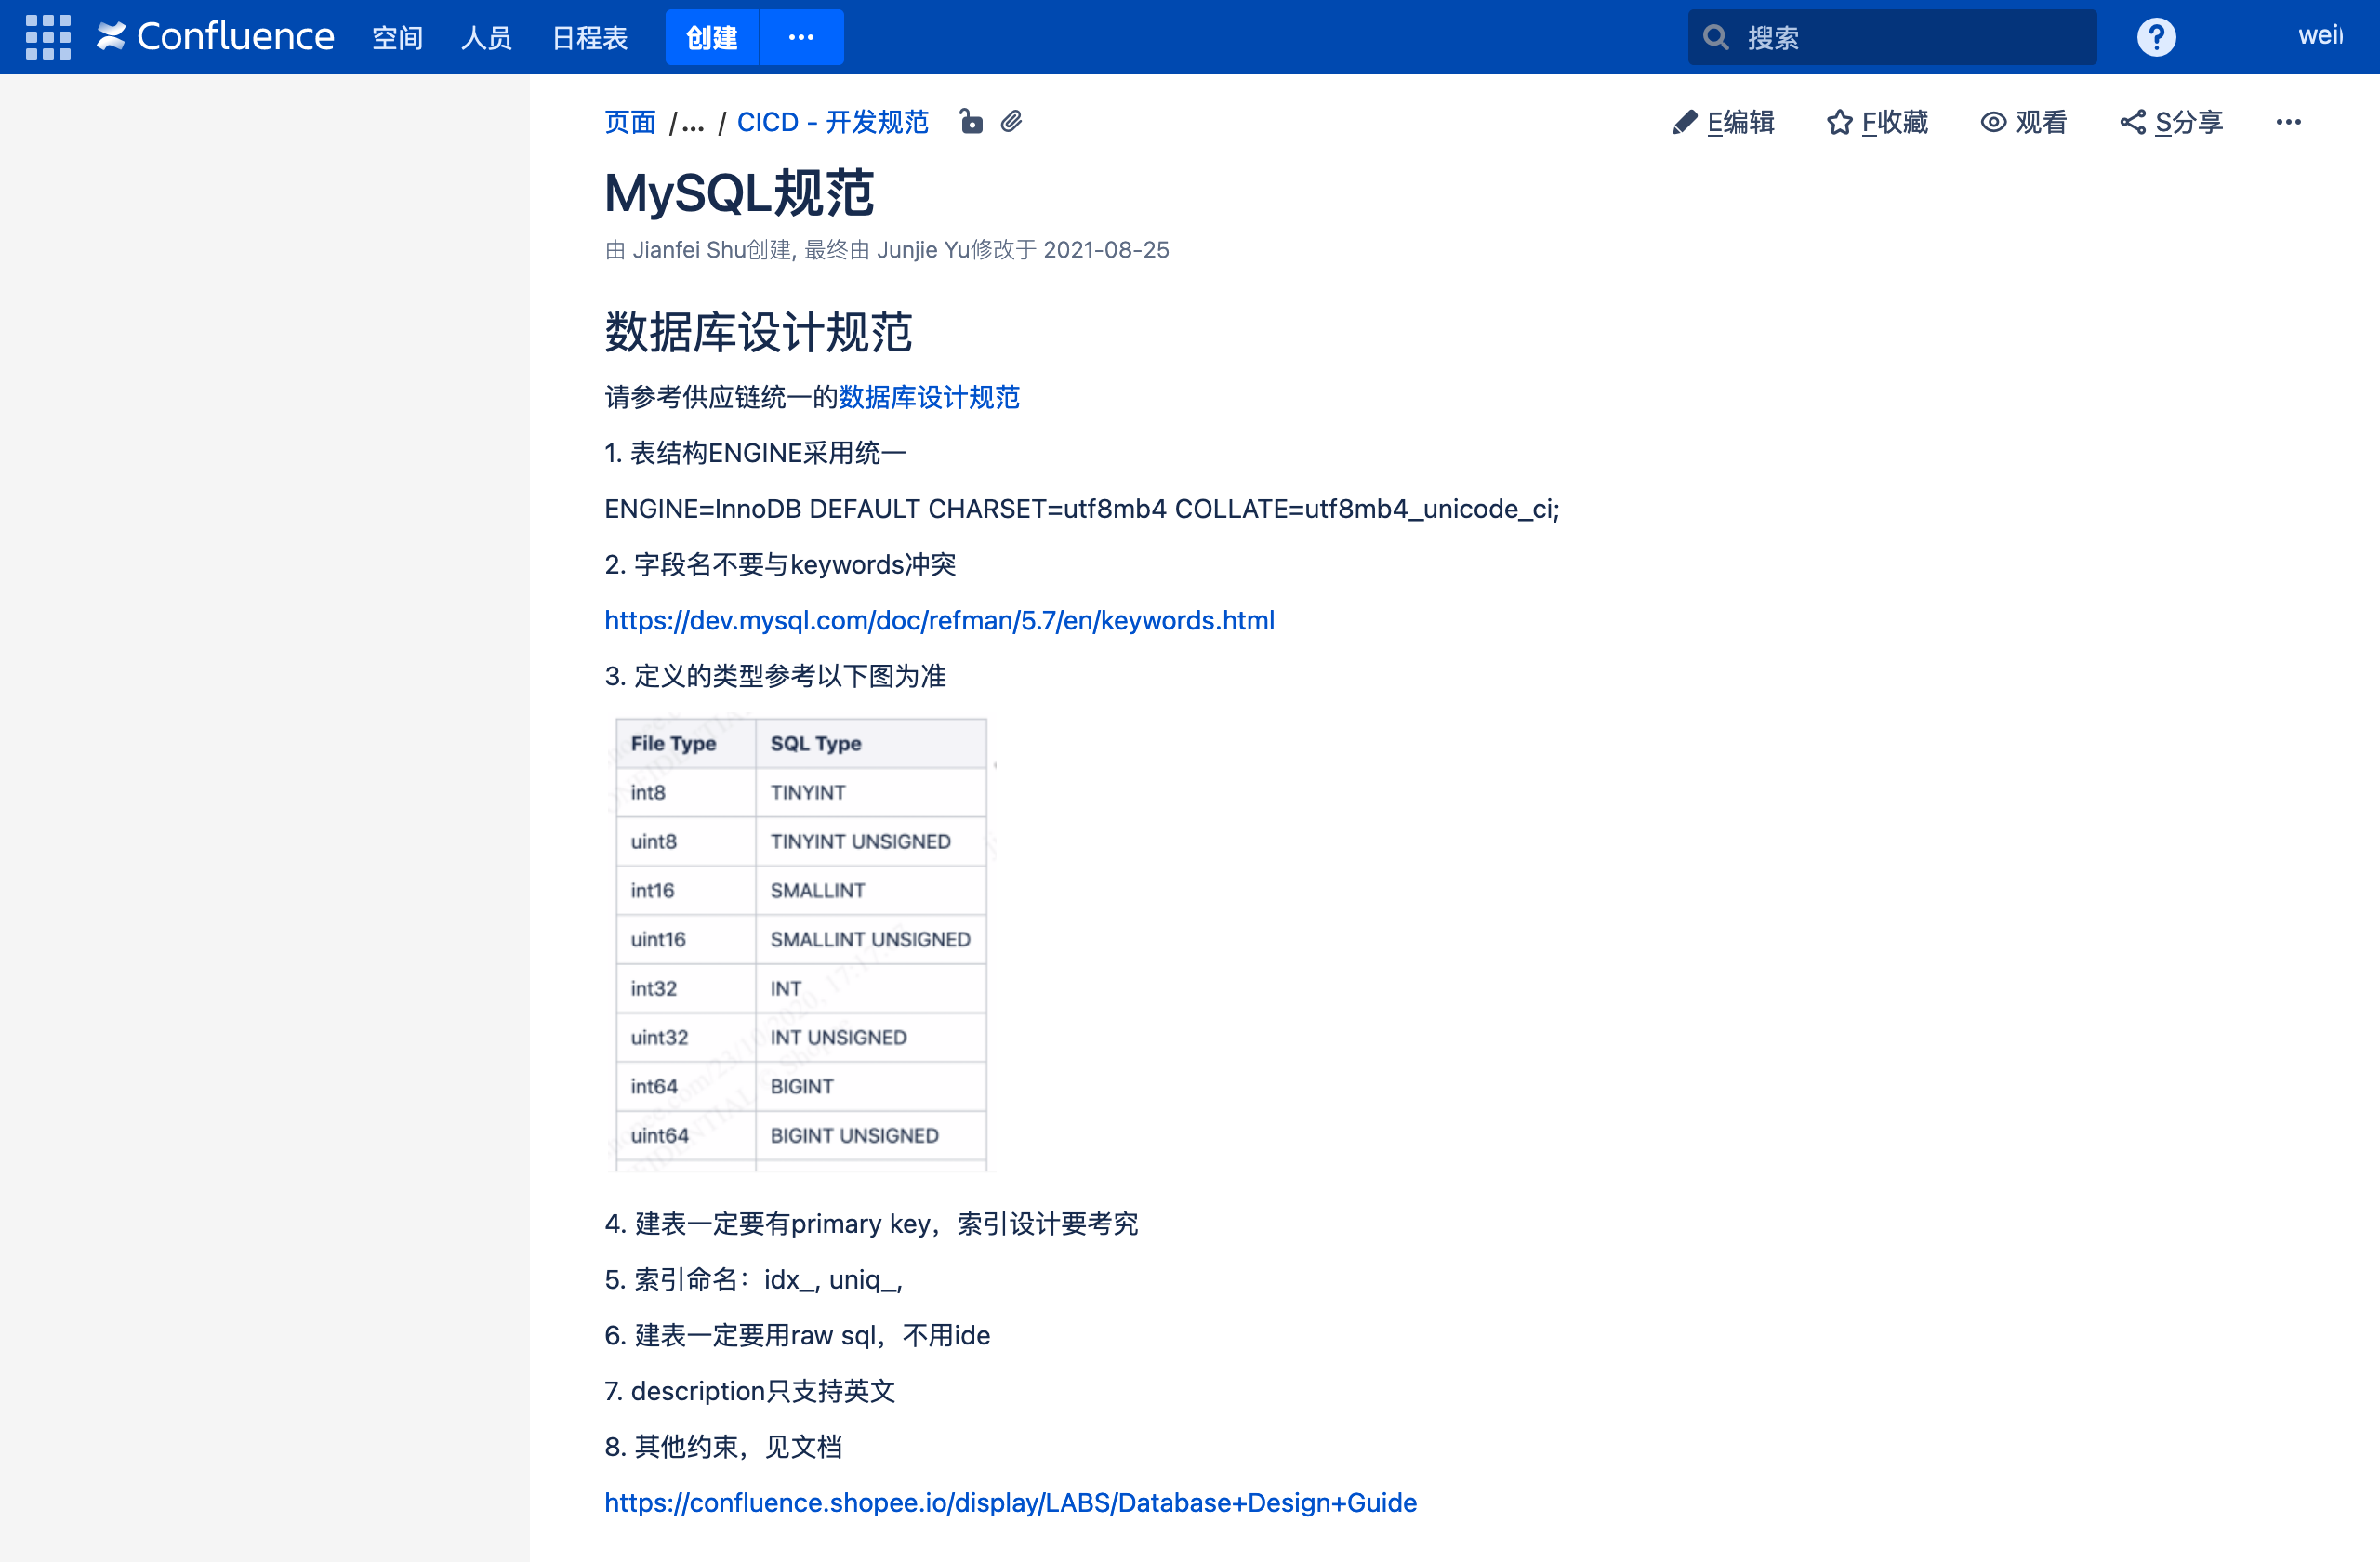 Confluence 空间 人员 日程表 创建 ··· 搜索 ? wei
页面 /... / CICD - 开发规范 E编辑 F收藏 观看 S分享 ···
MySQL规范
由 Jianfei Shu创建, 最终由 Junjie Yu修改于 2021-08-25
数据库设计规范
请参考供应链统一的数据库设计规范
1. 表结构ENGINE采用统一
ENGINE=InnoDB DEFAULT CHARSET=utf8mb4 COLLATE=utf8mb4_unicode_ci;
2. 字段名不要与keywords冲突
https://dev.mysql.com/doc/refman/5.7/en/keywords.html
3. 定义的类型参考以下图为准
File Type SQL Type
int8 TINYINT
uint8 TINYINT UNSIGNED
int16 SMALLINT
uint16 SMALLINT UNSIGNED
int32 INT
uint32 INT UNSIGNED
int64 BIGINT
uint64 BIGINT UNSIGNED
4. 建表一定要有primary key，索引设计要考究
5. 索引命名：idx_, uniq_,
6. 建表一定要用raw sql，不用ide
7. description只支持英文
8. 其他约束，见文档
https://confluence.shopee.io/display/LABS/Database+Design+Guide